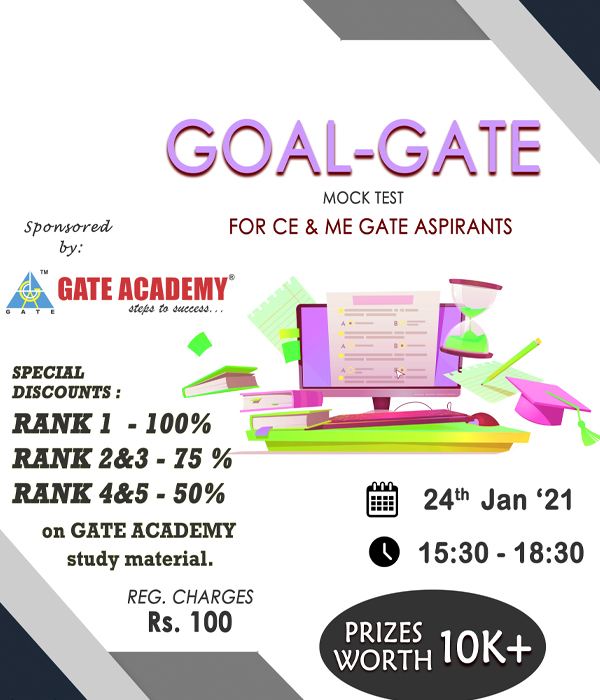 GOAL-GATE
MOCK TEST
FOR CE & ME GATE ASPIRANTS
Sponsored
by:
TM
GATE
GATE ACADEMY®
steps to success...
SPECIAL
DISCOUNTS :
RANK 1 - 100%
RANK 2&3 - 75 %
RANK 4&5 - 50%
on GATE ACADEMY
study material.
REG. CHARGES
Rs. 100
A
B
A
B
A
B
24th Jan ‘21
15:30 - 18:30
PRIZES
WORTH 10K+